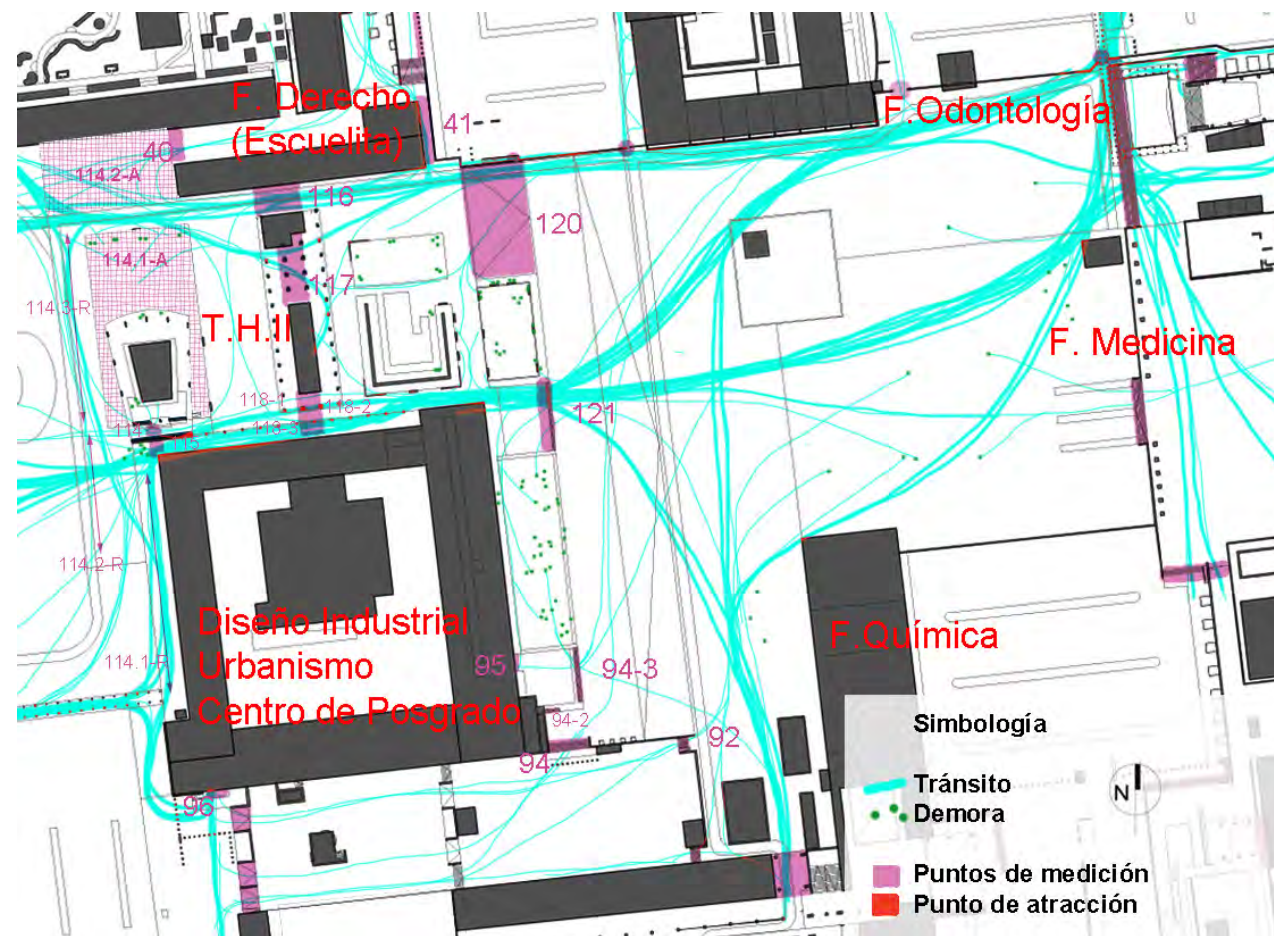 F. Derecho
(Escuelita)
41
F.Odontología
40
114.2-A
116
120
114.1-A
117
114.3-R
T.H.II
F. Medicina
118-1
118-2
121
114
118-3
115
114.2-R
Diseño Industrial
Urbanismo
Centro de Posgrado
F Química
114.1-R
95
94-3
94-2
92
94
96
Simbología
N
Tránsito
Demora
Puntos de medición
Punto de atracción